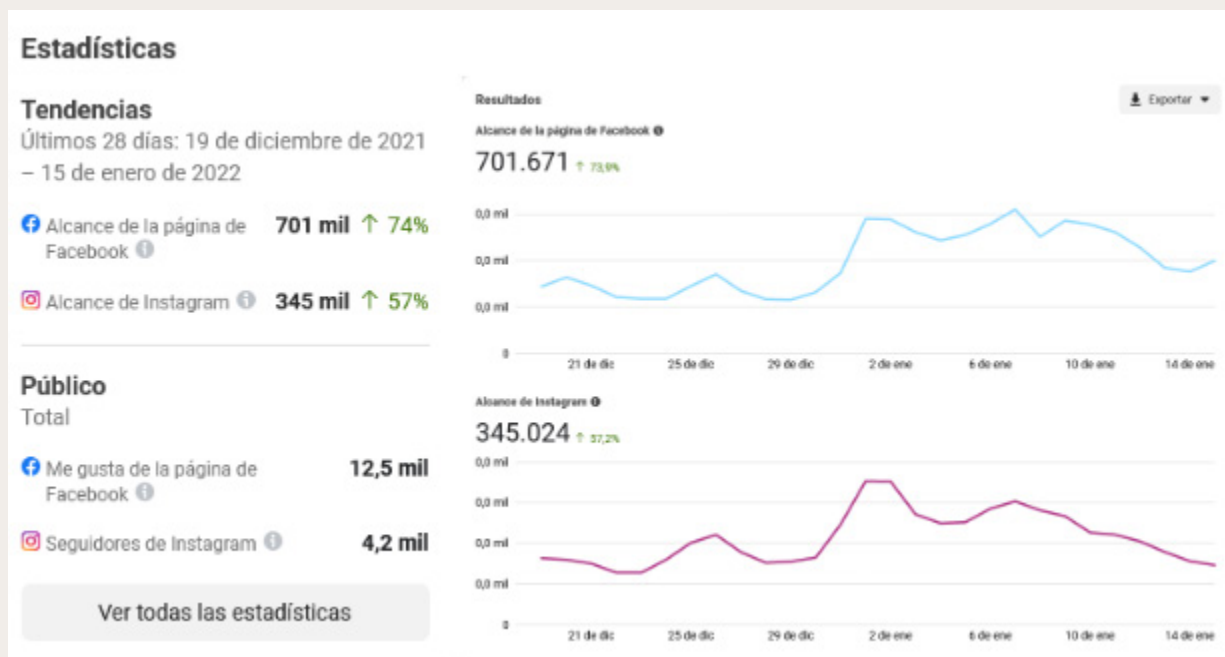 Estadísticas
Tendencias
Últimos 28 días: 19 de diciembre de 2021
– 15 de enero de 2022
Alcance de la página de
Facebook
701 mil ↑ 74%
Alcance de Instagram
345 mil ↑ 57%
Público
Total
Me gusta de la página de
Facebook
12,5 mil
Seguidores de Instagram
4,2 mil
Ver todas las estadísticas
Resultados
Exportar
Alcance de la página de Facebook
701.671 ↑ 73,9%
0,0 mil
0,0 mil
0,0 mil
0
21 de dic 25 de dic 29 de dic 2 de ene 6 de ene 10 de ene 14 de ene
Alcance de Instagram
345.024 ↑ 57,2%
0,0 mil
0,0 mil
0,0 mil
0,0 mil
0
21 de dic 25 de dic 29 de dic 2 de ene 6 de ene 10 de ene 14 de ene